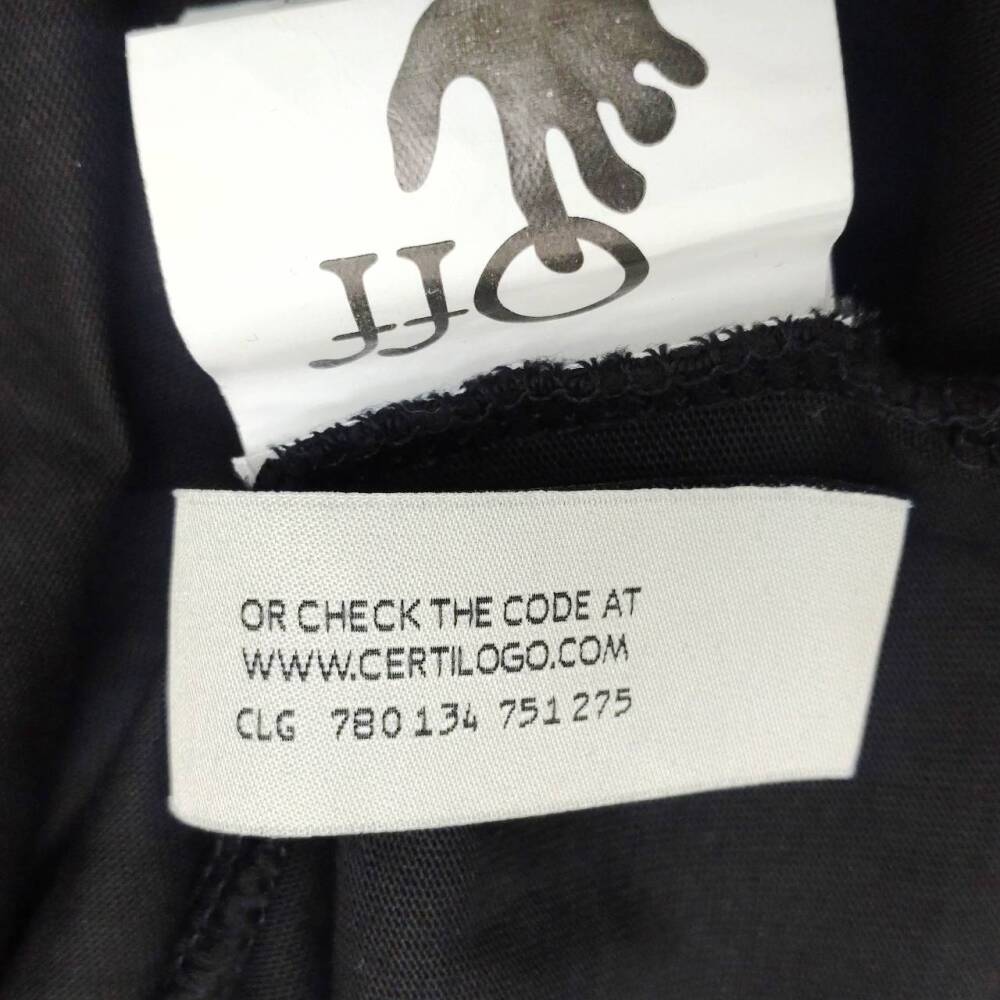 Off
OR CHECK THE CODE AT
WWW.CERTILOGO.COM
CLG 780 134 751 275